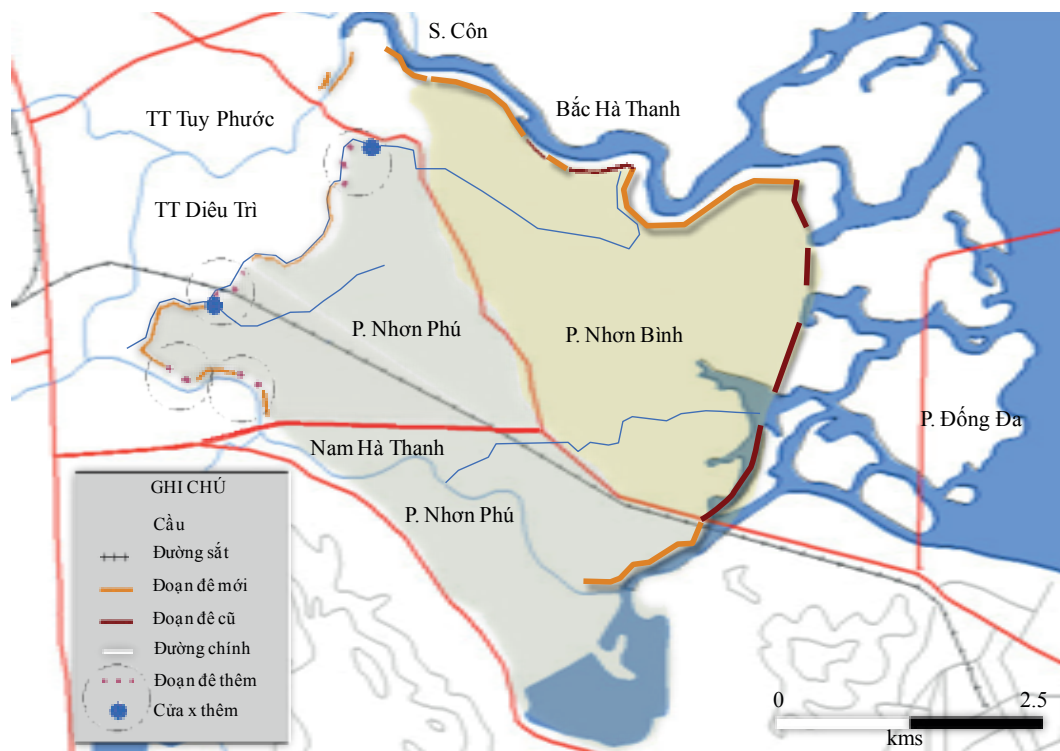 S. Côn
Bắc Hà Thanh
TT Tuy Phước
TT Diêu Trì
P. Nhơn Phú
P. Nhơn Bình
P. Đống Đa
Nam Hà Thanh
P. Nhơn Phú
GHI CHÚ
Cầu
Đường sắt
Đoạn đê mới
Đoạn đê cũ
Đường chính
Đoạn đê thêm
Cửa x thêm
0 2.5
kms